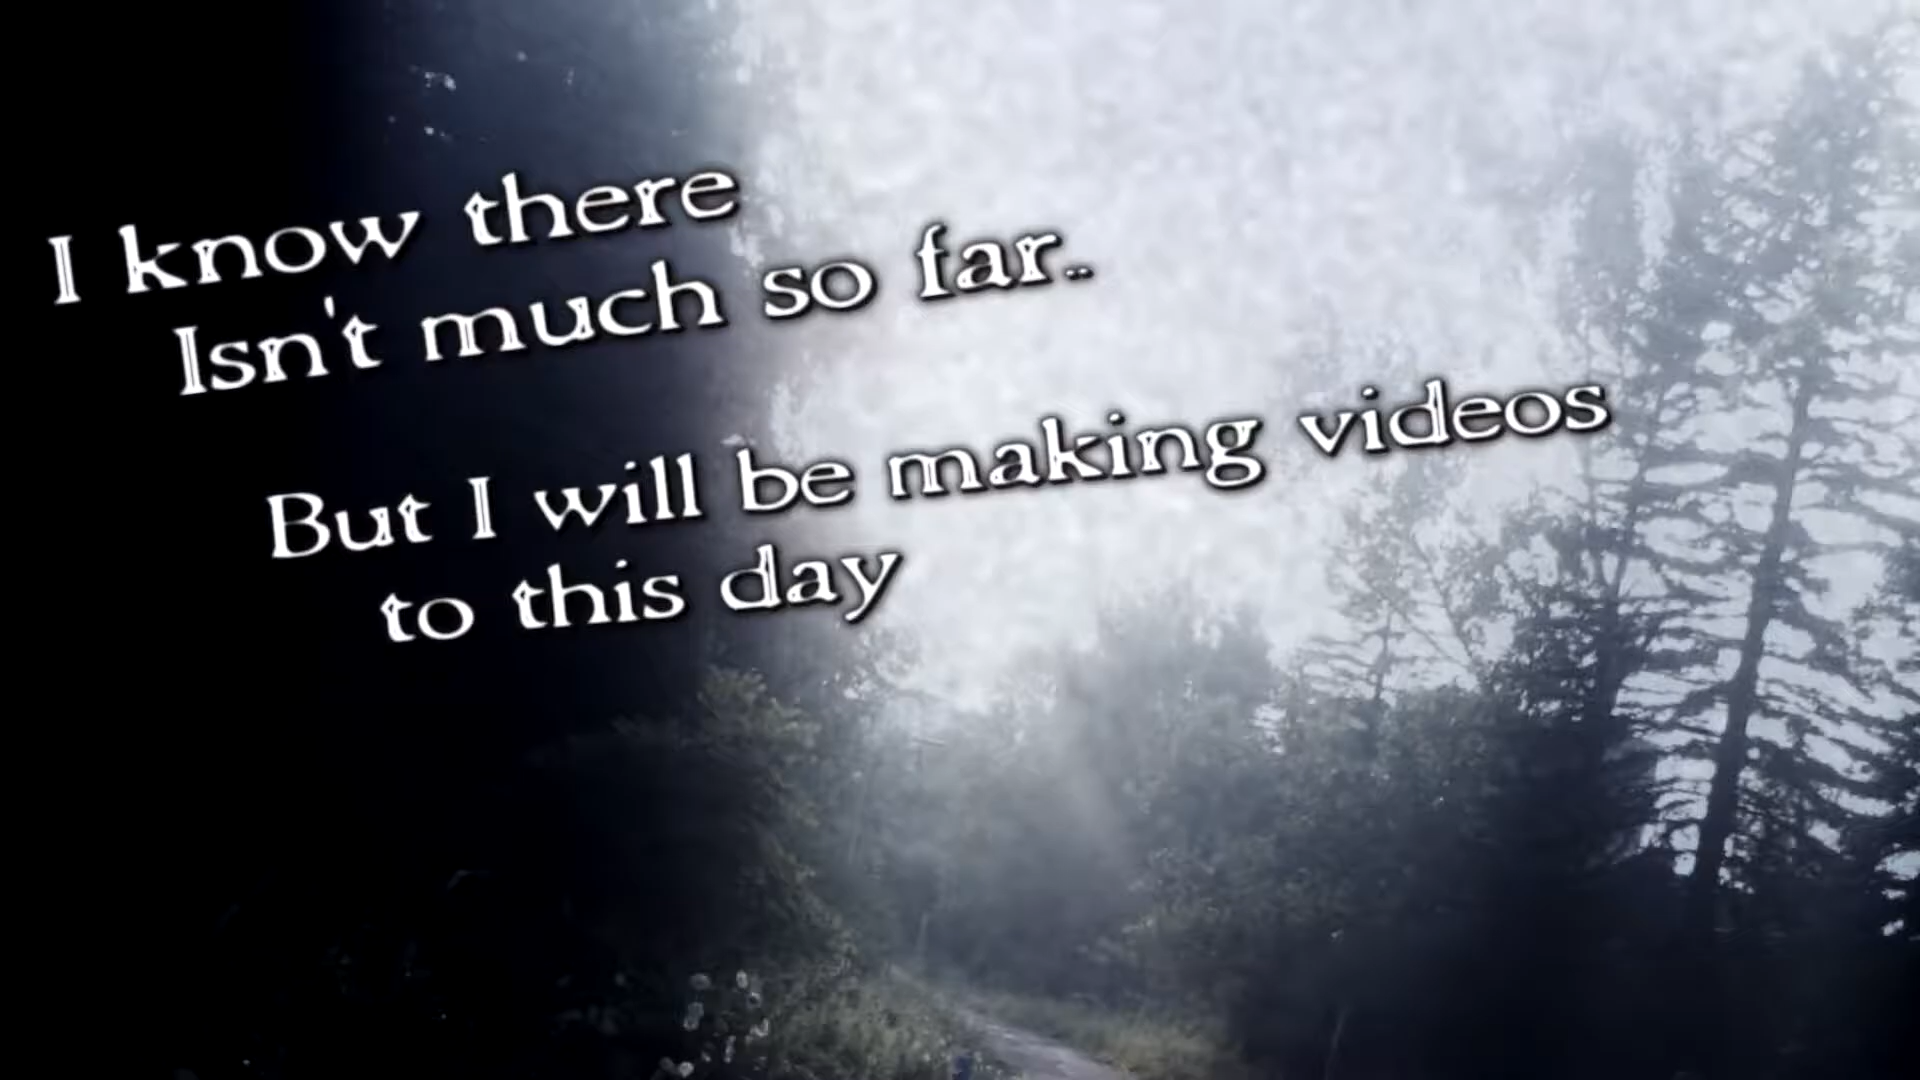 I know there
Isn't much so far..
But I will be making videos
to this day